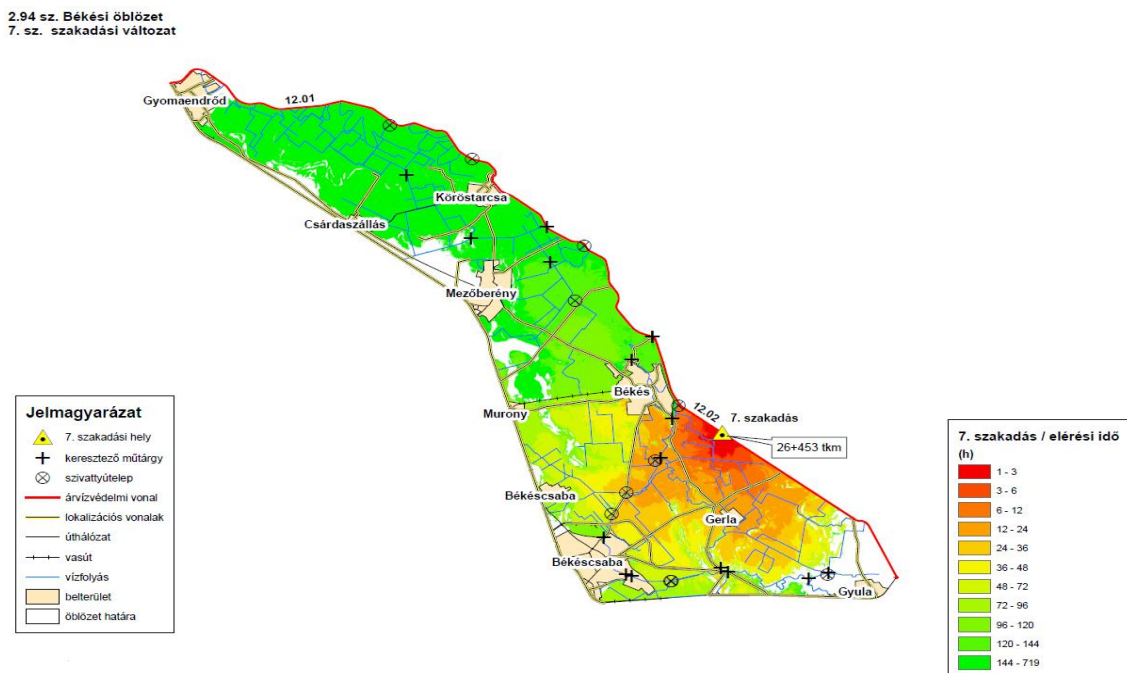 2.94 sz. Békési öblözet
7. sz. szakadási változat
12.01
Gyomaendrőd
Köröstarcsa
Csárdaszállás
Mezőberény
Békés
Murony
12.02
7. szakadás
26+453 tkm
Békéscsaba
Gerla
Békéscsaba
Gyula
Jelmagyarázat
7. szakadási hely
keresztező műtárgy
szivattyútelep
árvízvédelmi vonal
lokalizációs vonalak
úthálózat
vasút
vízfolyás
belterület
öblözet határa
7. szakadás / elérési idő
(h)
1 - 3
3 - 6
6 - 12
12 - 24
24 - 36
36 - 48
48 - 72
72 - 96
96 - 120
120 - 144
144 - 719